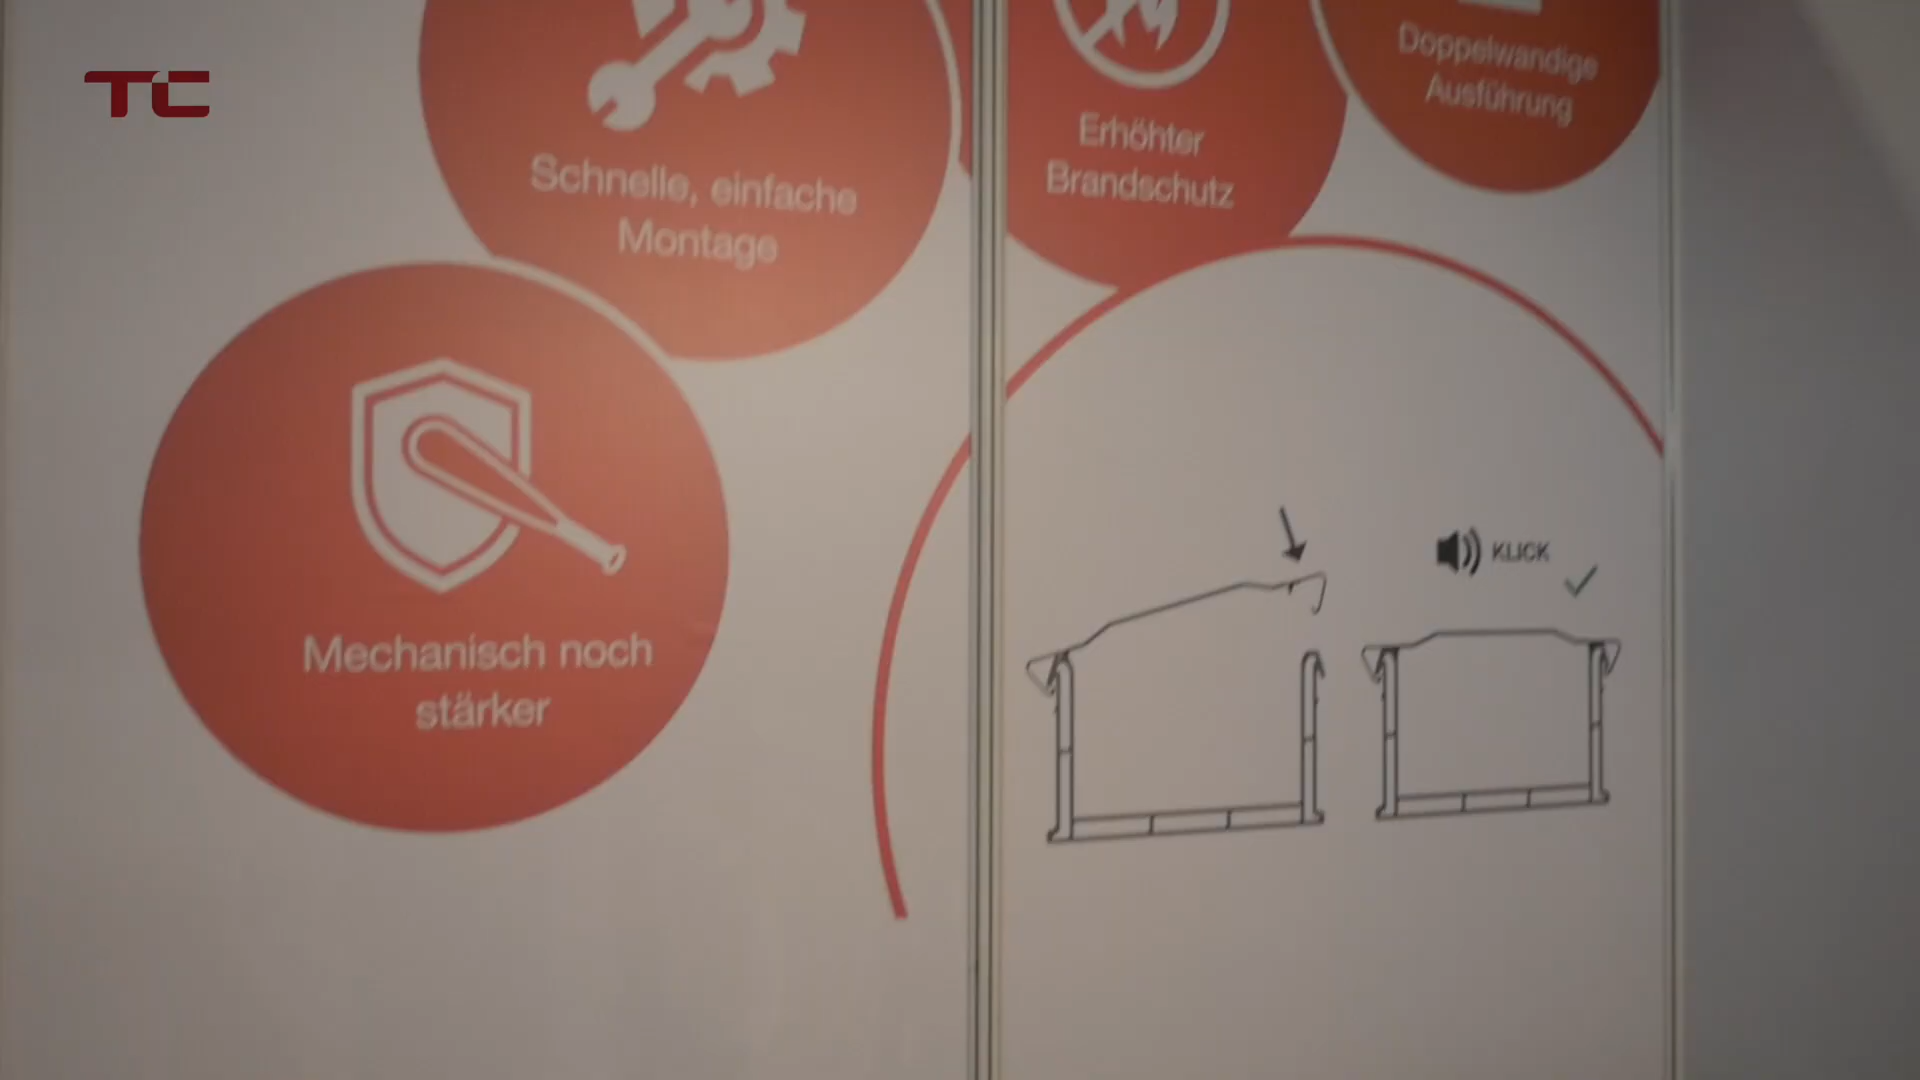 TC
Schnelle, einfache
Montage
Erhöhter
Brandschutz
Doppelwandige
Ausführung
Mechanisch noch
stärker
KLICK